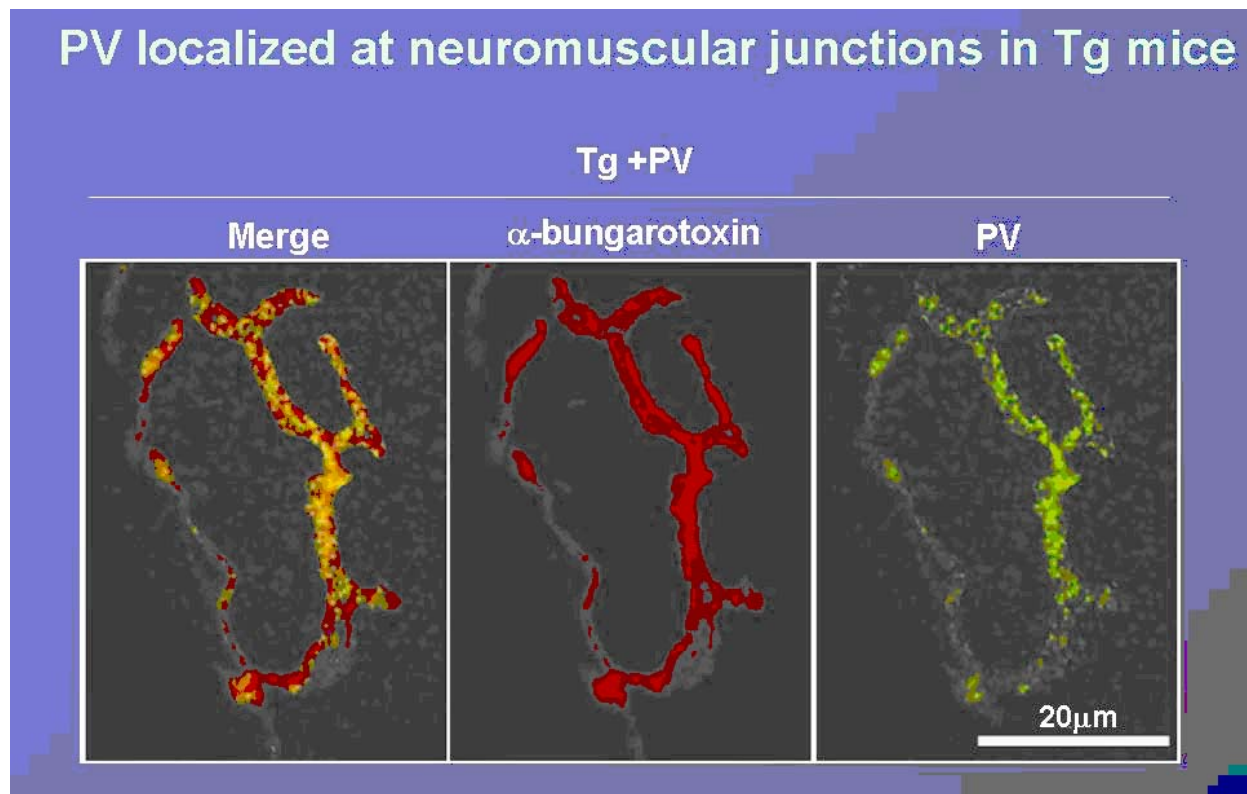 PV localized at neuromuscular junctions in Tg mice
Tg +PV
Merge
α-bungarotoxin
PV
20μm